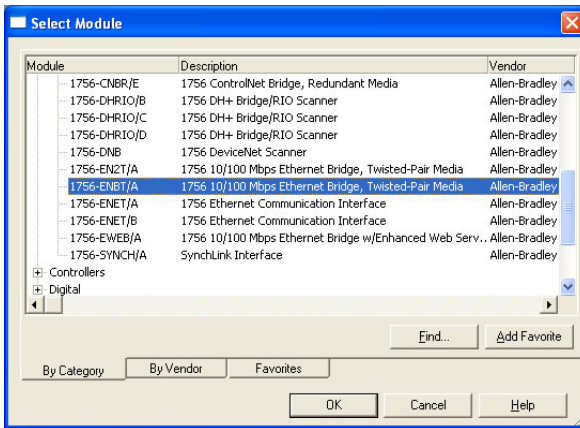 Select Module
Module Description Vendor
1756-CNBR/E 1756 ControlNet Bridge, Redundant Media Allen-Bradley
1756-DHRIO/B 1756 DH+ Bridge/RIO Scanner Allen-Bradley
1756-DHRIO/C 1756 DH+ Bridge/RIO Scanner Allen-Bradley
1756-DHRIO/D 1756 DH+ Bridge/RIO Scanner Allen-Bradley
1756-DNB 1756 DeviceNet Scanner Allen-Bradley
1756-EN2T/A 1756 10/100 Mbps Ethernet Bridge, Twisted-Pair Media Allen-Bradley
1756-ENBT/A 1756 10/100 Mbps Ethernet Bridge, Twisted-Pair Media Allen-Bradley
1756-ENET/A 1756 Ethernet Communication Interface Allen-Bradley
1756-ENET/B 1756 Ethernet Communication Interface Allen-Bradley
1756-EWEB/A 1756 10/100 Mbps Ethernet Bridge w/Enhanced Web Serv.. Allen-Bradley
1756-SYNCH/A SynchLink Interface Allen-Bradley
Controllers
Digital
Find... Add Favorite
By Category By Vendor Favorites
OK Cancel Help